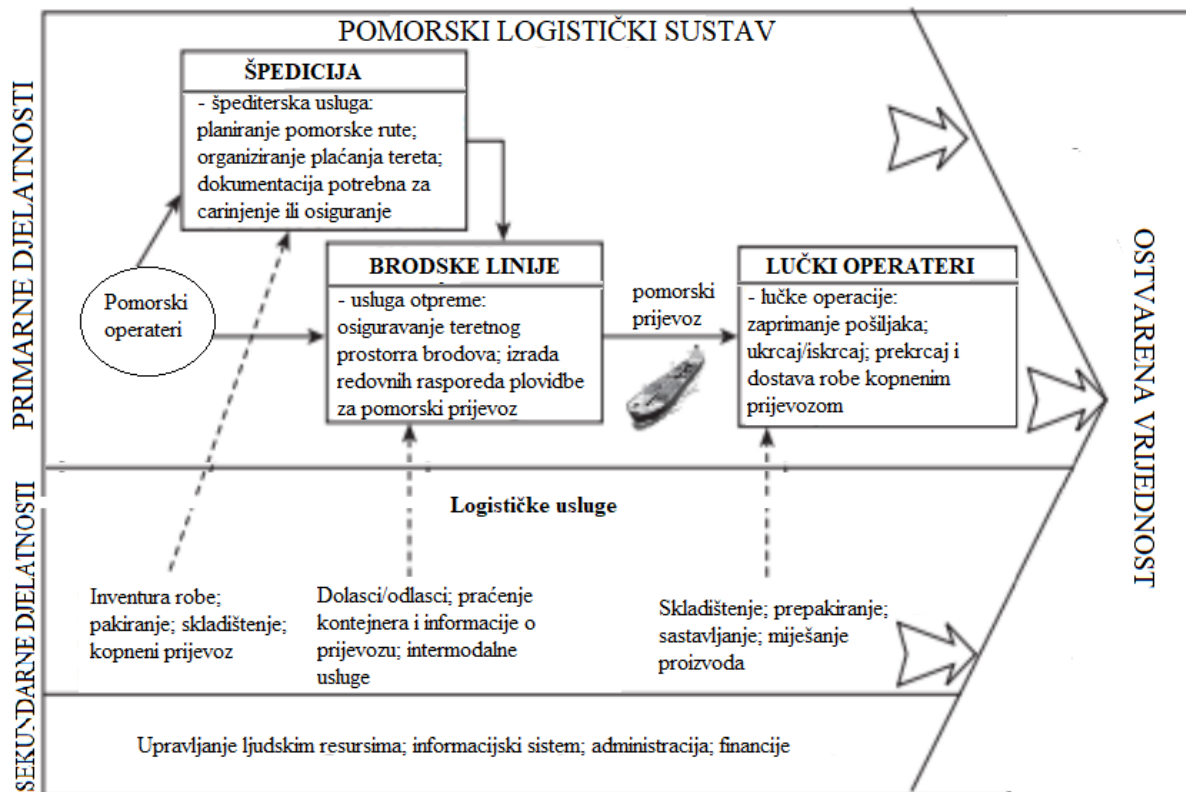 POMORSKI LOGISTIČKI SUSTAV
PRIMARNE DJELATNOSTI
ŠPEDICIJA
- špediterska usluga:
planiranje pomorske rute;
organiziranje plaćanja tereta;
dokumentacija potrebna za
carinjenje ili osiguranje
Pomorski
operateri
BRODSKE LINIJE
- usluga otpreme:
osiguravanje teretnog
prostorra brodova; izrada
redovnih rasporeda plovidbe
za pomorski prijevoz
pomorski
prijevoz
LUČKI OPERATERI
- lučke operacije:
zaprimanje pošiljaka;
ukrcaj/iskrcaj; prekrcaj i
dostava robe kopnenim
prijevozom
OSTVARENA VRIJEDNOST
SEKUNDARNE DJELATNOSTI
Logističke usluge
Inventura robe;
pakiranje; skladištenje;
kopneni prijevoz
Dolasci/odlasci; praćenje
kontejnera i informacije o
prijevozu; intermodalne
usluge
Skladištenje; prepakiranje;
sastavljanje; miješanje
proizvoda
Upravljanje ljudskim resursima; informacijski sistem; administracija; financije